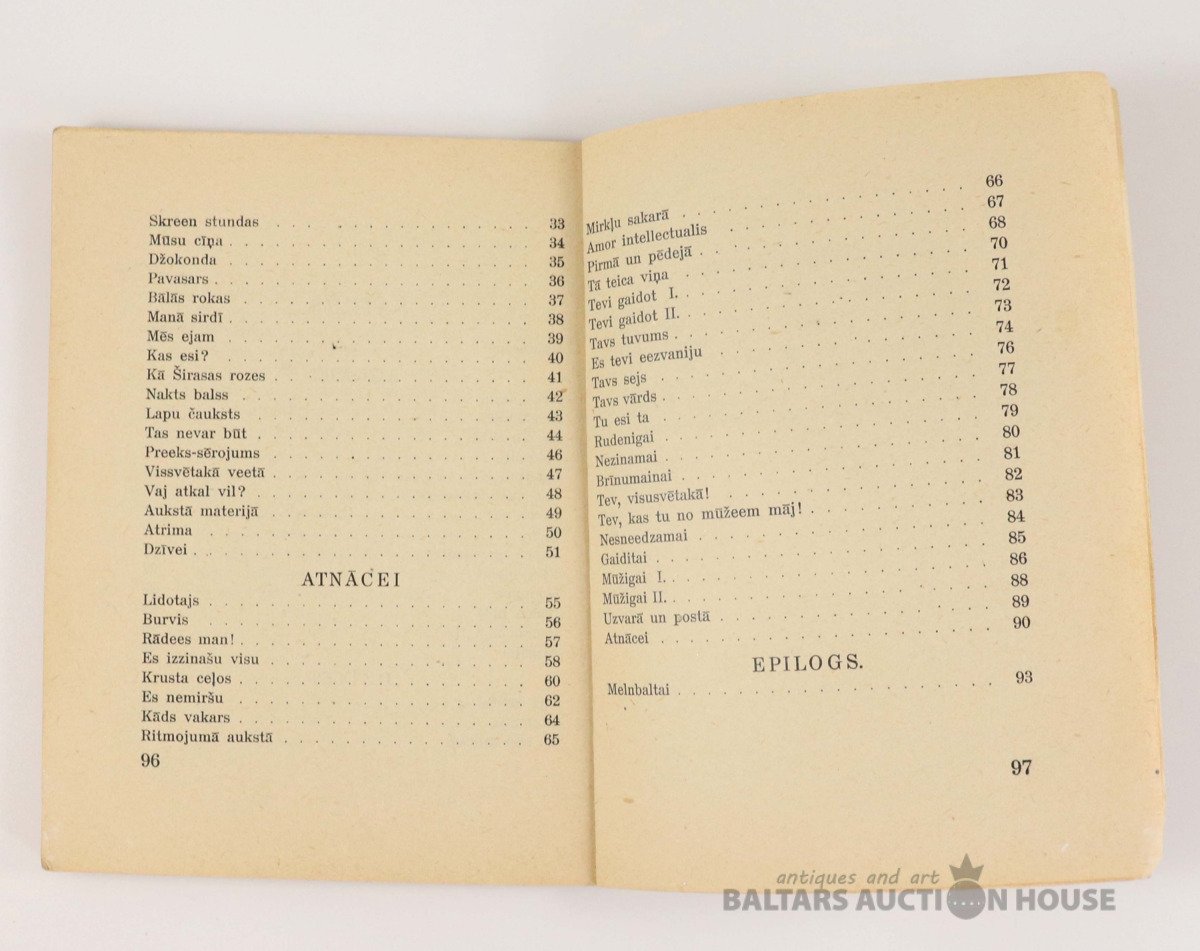 Skreen stundas . . . . . . . . . . . . . 33
Mūsu cīņa . . . . . . . . . . . . . . . 34
Džokonda . . . . . . . . . . . . . . . 35
Pavasars . . . . . . . . . . . . . . . . 36
Bālās rokas . . . . . . . . . . . . . . 37
Manā sirdī . . . . . . . . . . . . . . . 38
Mēs ejam . . . . . . . . . . . . . . . 39
Kas esi? . . . . . . . . . . . . . . . 40
Kā Širasas rozes . . . . . . . . . . . . 41
Nakts balss . . . . . . . . . . . . . . 42
Lapu čauksts . . . . . . . . . . . . . 43
Tas nevar būt . . . . . . . . . . . . . 44
Preeks-sērojums . . . . . . . . . . . . 46
Vissvētakā veetā . . . . . . . . . . . . 47
Vaj atkal vil? . . . . . . . . . . . . . 48
Aukstā materijā . . . . . . . . . . . . 49
Atrima . . . . . . . . . . . . . . . . 50
Dzīvei . . . . . . . . . . . . . . . . . 51
ATNĀCEI
Lidotajs . . . . . . . . . . . . . . . . 55
Burvis . . . . . . . . . . . . . . . . 56
Rādees man! . . . . . . . . . . . . . . 57
Es izzinašu visu . . . . . . . . . . . . 58
Krusta ceļos . . . . . . . . . . . . . . 60
Es nemiršu . . . . . . . . . . . . . . 62
Kāds vakars . . . . . . . . . . . . . . 64
Ritmojumā aukstā . . . . . . . . . . . . 65
96
Mirkļu sakarā . . . . . . . . . . . . . 66
Amor intellectualis . . . . . . . . . . . 67
Pirmā un pēdejā . . . . . . . . . . . . 68
Tā teica viņa . . . . . . . . . . . . . 70
Tevi gaidot I. . . . . . . . . . . . . . 71
Tevi gaidot II. . . . . . . . . . . . . . 72
Tavs tuvums . . . . . . . . . . . . . . 73
Es tevi eezvaniju . . . . . . . . . . . . 74
Tavs sejs . . . . . . . . . . . . . . . 76
Tavs vārds . . . . . . . . . . . . . . . 77
Tu esi ta . . . . . . . . . . . . . . . 78
Rudenigai . . . . . . . . . . . . . . . 79
Nezinamai . . . . . . . . . . . . . . . 80
Brīnumainai . . . . . . . . . . . . . . 81
Tev, visusvētakā! . . . . . . . . . . . . 82
Tev, kas tu no mūžeem māj! . . . . . . . 83
Nesneedzamai . . . . . . . . . . . . . 84
Gaiditai . . . . . . . . . . . . . . . . 85
Mūžigai I. . . . . . . . . . . . . . . . 86
Mūžigai II. . . . . . . . . . . . . . . 88
Uzvarā un postā . . . . . . . . . . . . 89
Atnācei . . . . . . . . . . . . . . . . 90
EPILOGS.
Melnbaltai . . . . . . . . . . . . . . . 93
97
antiques and art
BALTARS AUCTION HOUSE